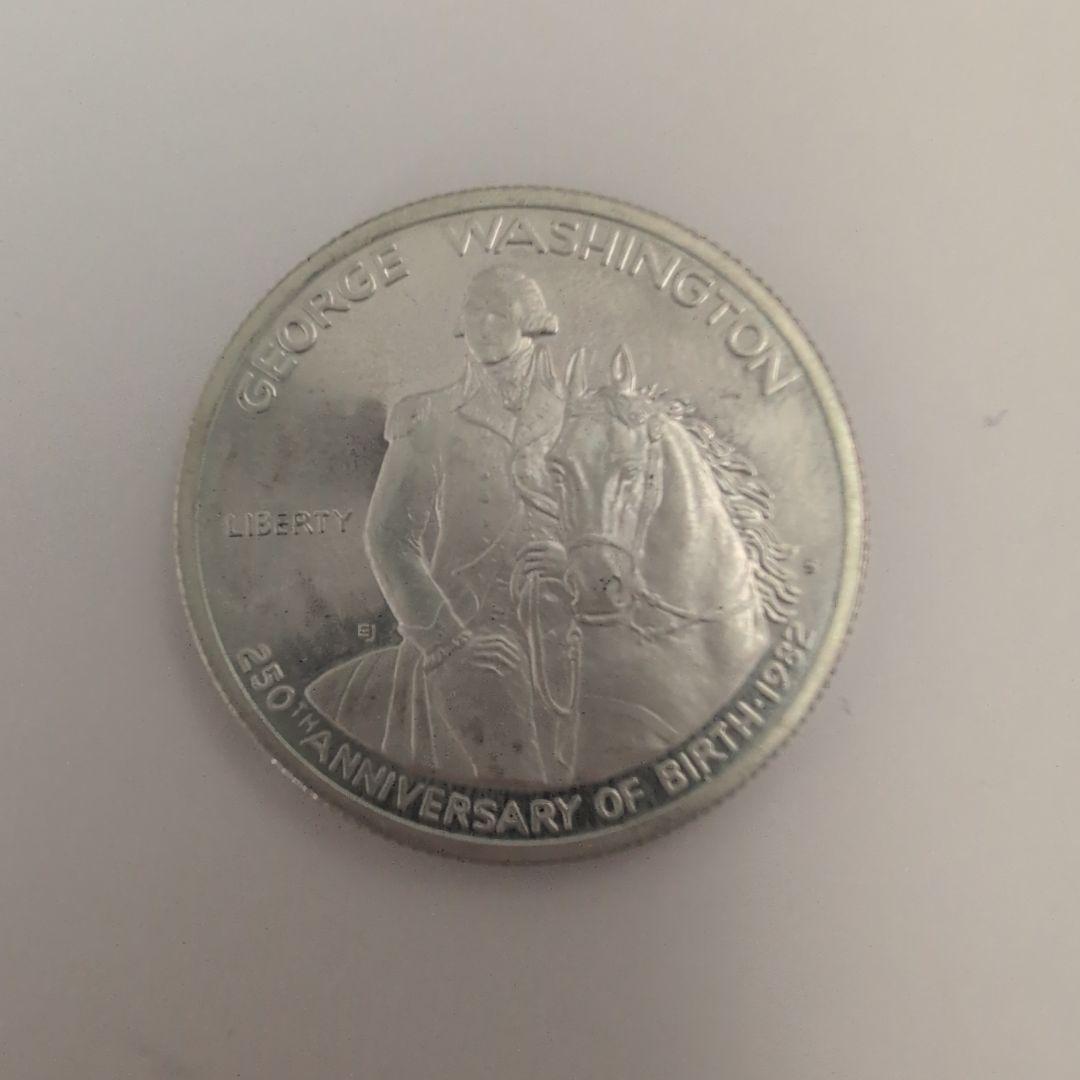 GEORGE WASHINGTON
LIBERTY
S
EJ
250TH ANNIVERSARY OF BIRTH·1982